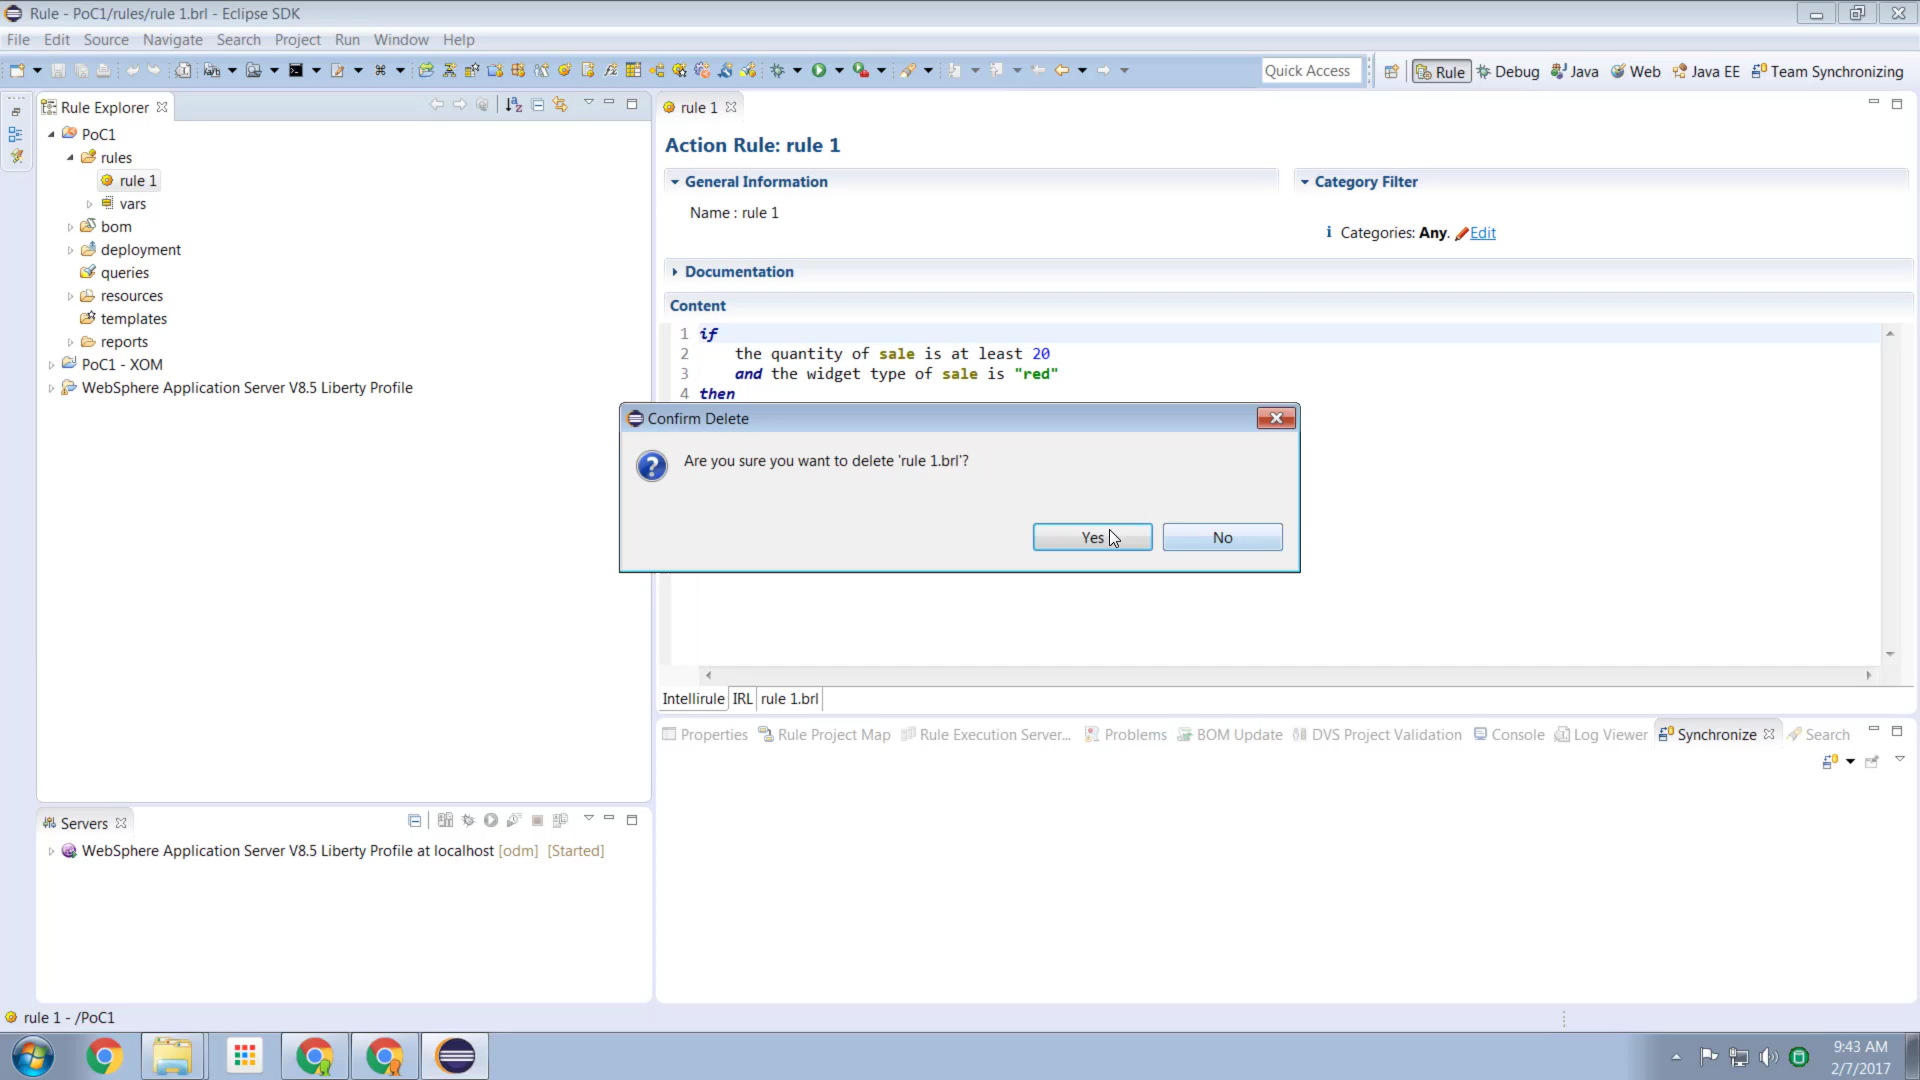 Rule - PoC1/rules/rule 1.brl - Eclipse SDK
File Edit Source Navigate Search Project Run Window Help
Quick Access Rule Debug Java Web Java EE Team Synchronizing
Rule Explorer
PoC1
rules
rule 1
vars
bom
deployment
queries
resources
templates
reports
PoC1 - XOM
WebSphere Application Server V8.5 Liberty Profile
rule 1
Action Rule: rule 1
General Information
Name : rule 1
Category Filter
Categories: Any. Edit
Documentation
Content
1 if
2 the quantity of sale is at least 20
3 and the widget type of sale is "red"
4 then
Confirm Delete
Are you sure you want to delete 'rule 1.brl'?
Yes No
Intellirule IRL rule 1.brl
Properties Rule Project Map Rule Execution Server... Problems BOM Update DVS Project Validation Console Log Viewer Synchronize Search
Servers
WebSphere Application Server V8.5 Liberty Profile at localhost [odm] [Started]
rule 1 - /PoC1
9:43 AM
2/7/2017